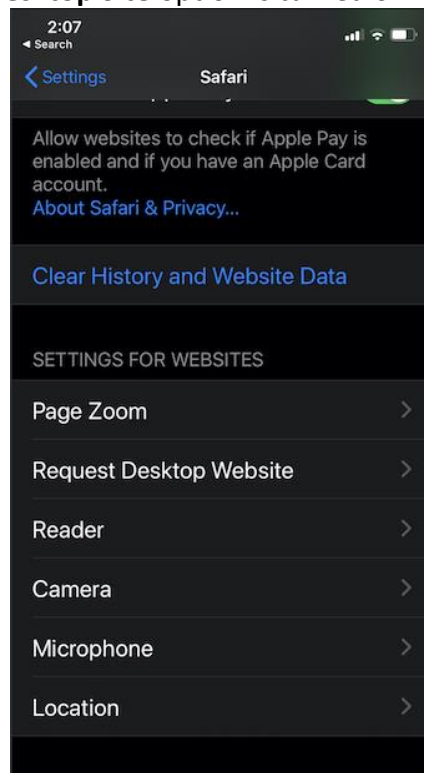 2:07
Search
Settings
Safari
Allow websites to check if Apple Pay is
enabled and if you have an Apple Card
account.
About Safari & Privacy...
Clear History and Website Data
SETTINGS FOR WEBSITES
Page Zoom
Request Desktop Website
Reader
Camera
Microphone
Location